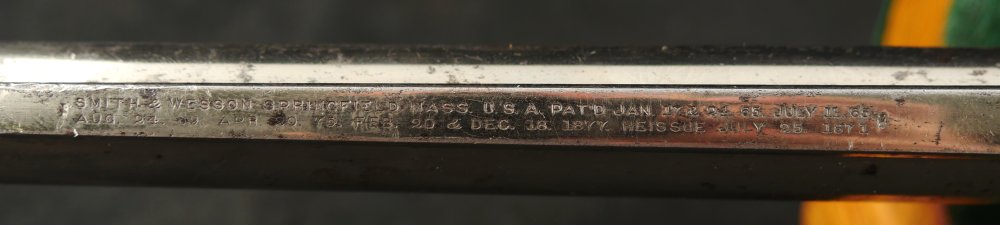 SMITH & WESSON SPRINGFIELD MASS. U.S.A. PAT'D JAN. 17 & 24. 65. JULY 11. 65.
AUG. 24. 69. APR. 20. 75. FEB. 20 & DEC. 18. 1877. REISSUE JULY 25. 1871